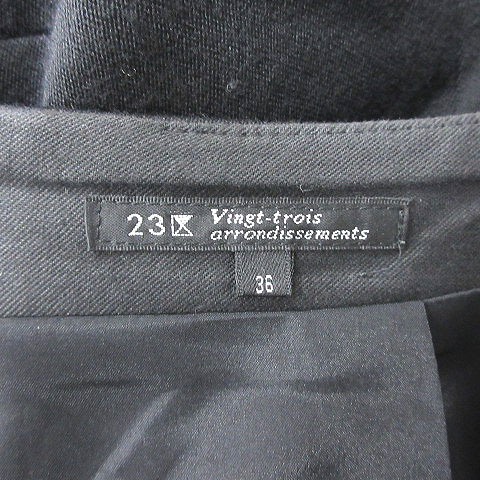 23区 Vingt-trois
arrondissements
36